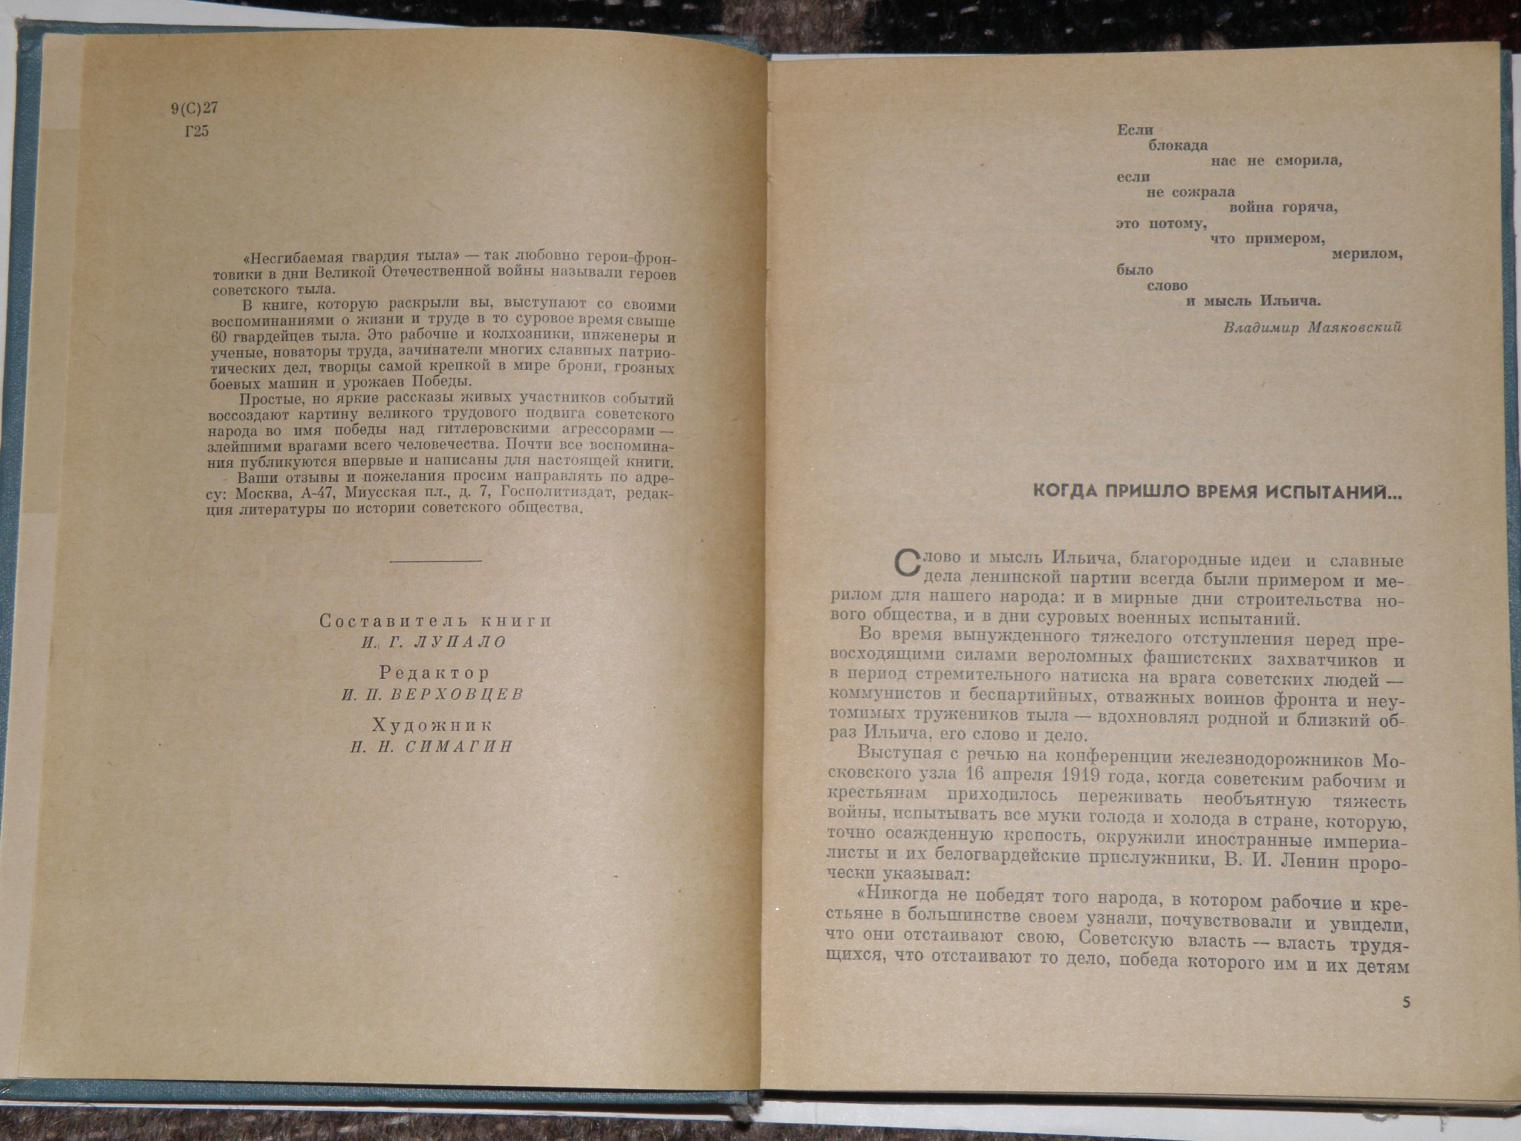 9(С)27
Г25
«Несгибаемая гвардия тыла» — так любовно герои-фрон-
товики в дни Великой Отечественной войны называли героев
советского тыла.
В книге, которую раскрыли вы, выступают со своими
воспоминаниями о жизни и труде в то суровое время свыше
60 гвардейцев тыла. Это рабочие и колхозники, инженеры и
ученые, новаторы труда, зачинатели многих славных патрио-
тических дел, творцы самой крепкой в мире брони, грозных
боевых машин и урожаев Победы.
Простые, но яркие рассказы живых участников событий
воссоздают картину великого трудового подвига советского
народа во имя победы над гитлеровскими агрессорами —
злейшими врагами всего человечества. Почти все воспомина-
ния публикуются впервые и написаны для настоящей книги.
Ваши отзывы и пожелания просим направлять по адре-
су: Москва, А-47, Миусская пл., д. 7, Госполитиздат, редак-
ция литературы по истории советского общества.
Составитель книги
И. Г. ЛУПАЛО
Редактор
И. П. ВЕРХОВЦЕВ
Художник
Н. Н. СИМАГИН
Если
блокада
нас не сморила,
если
не сожрала
война горяча,
это потому,
что примером,
мерилом,
было
слово
и мысль Ильича.
Владимир Маяковский
КОГДА ПРИШЛО ВРЕМЯ ИСПЫТАНИЙ...
Слово и мысль Ильича, благородные идеи и славные
дела ленинской партии всегда были примером и ме-
рилом для нашего народа: и в мирные дни строительства но-
вого общества, и в дни суровых военных испытаний.
Во время вынужденного тяжелого отступления перед пре-
восходящими силами вероломных фашистских захватчиков и
в период стремительного натиска на врага советских людей —
коммунистов и беспартийных, отважных воинов фронта и неу-
томимых тружеников тыла — вдохновлял родной и близкий об-
раз Ильича, его слово и дело.
Выступая с речью на конференции железнодорожников Мо-
сковского узла 16 апреля 1919 года, когда советским рабочим и
крестьянам приходилось переживать необъятную тяжесть
войны, испытывать все муки голода и холода в стране, которую,
точно осажденную крепость, окружили иностранные империа-
листы и их белогвардейские прислужники, В. И. Ленин проро-
чески указывал:
«Никогда не победят того народа, в котором рабочие и кре-
стьяне в большинстве своем узнали, почувствовали и увидели,
что они отстаивают свою, Советскую власть — власть трудя-
щихся, что отстаивают то дело, победа которого им и их детям
5